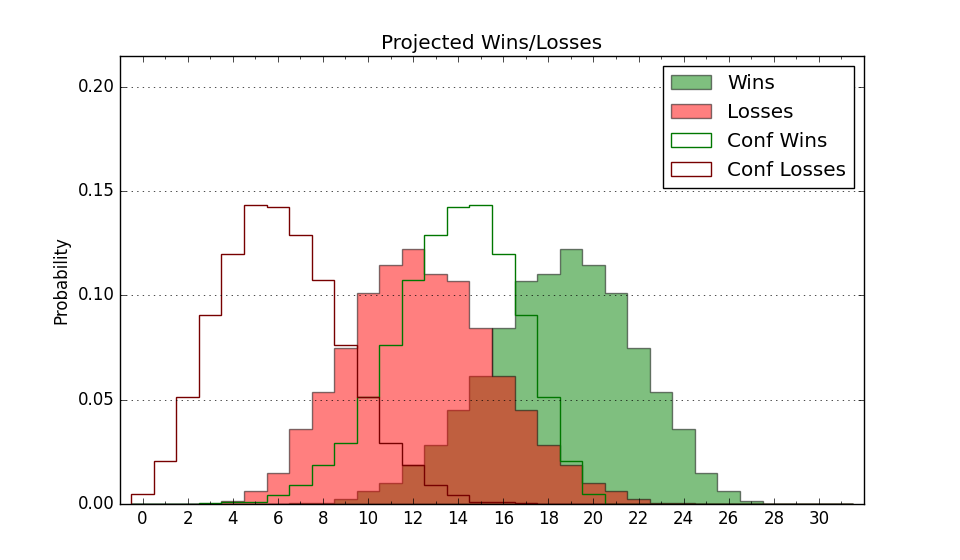 Projected Wins/Losses
Wins
Losses
Conf Wins
Conf Losses
Probability
0.20
0.15
0.10
0.05
0.00
0 2 4 6 8 10 12 14 16 18 20 22 24 26 28 30